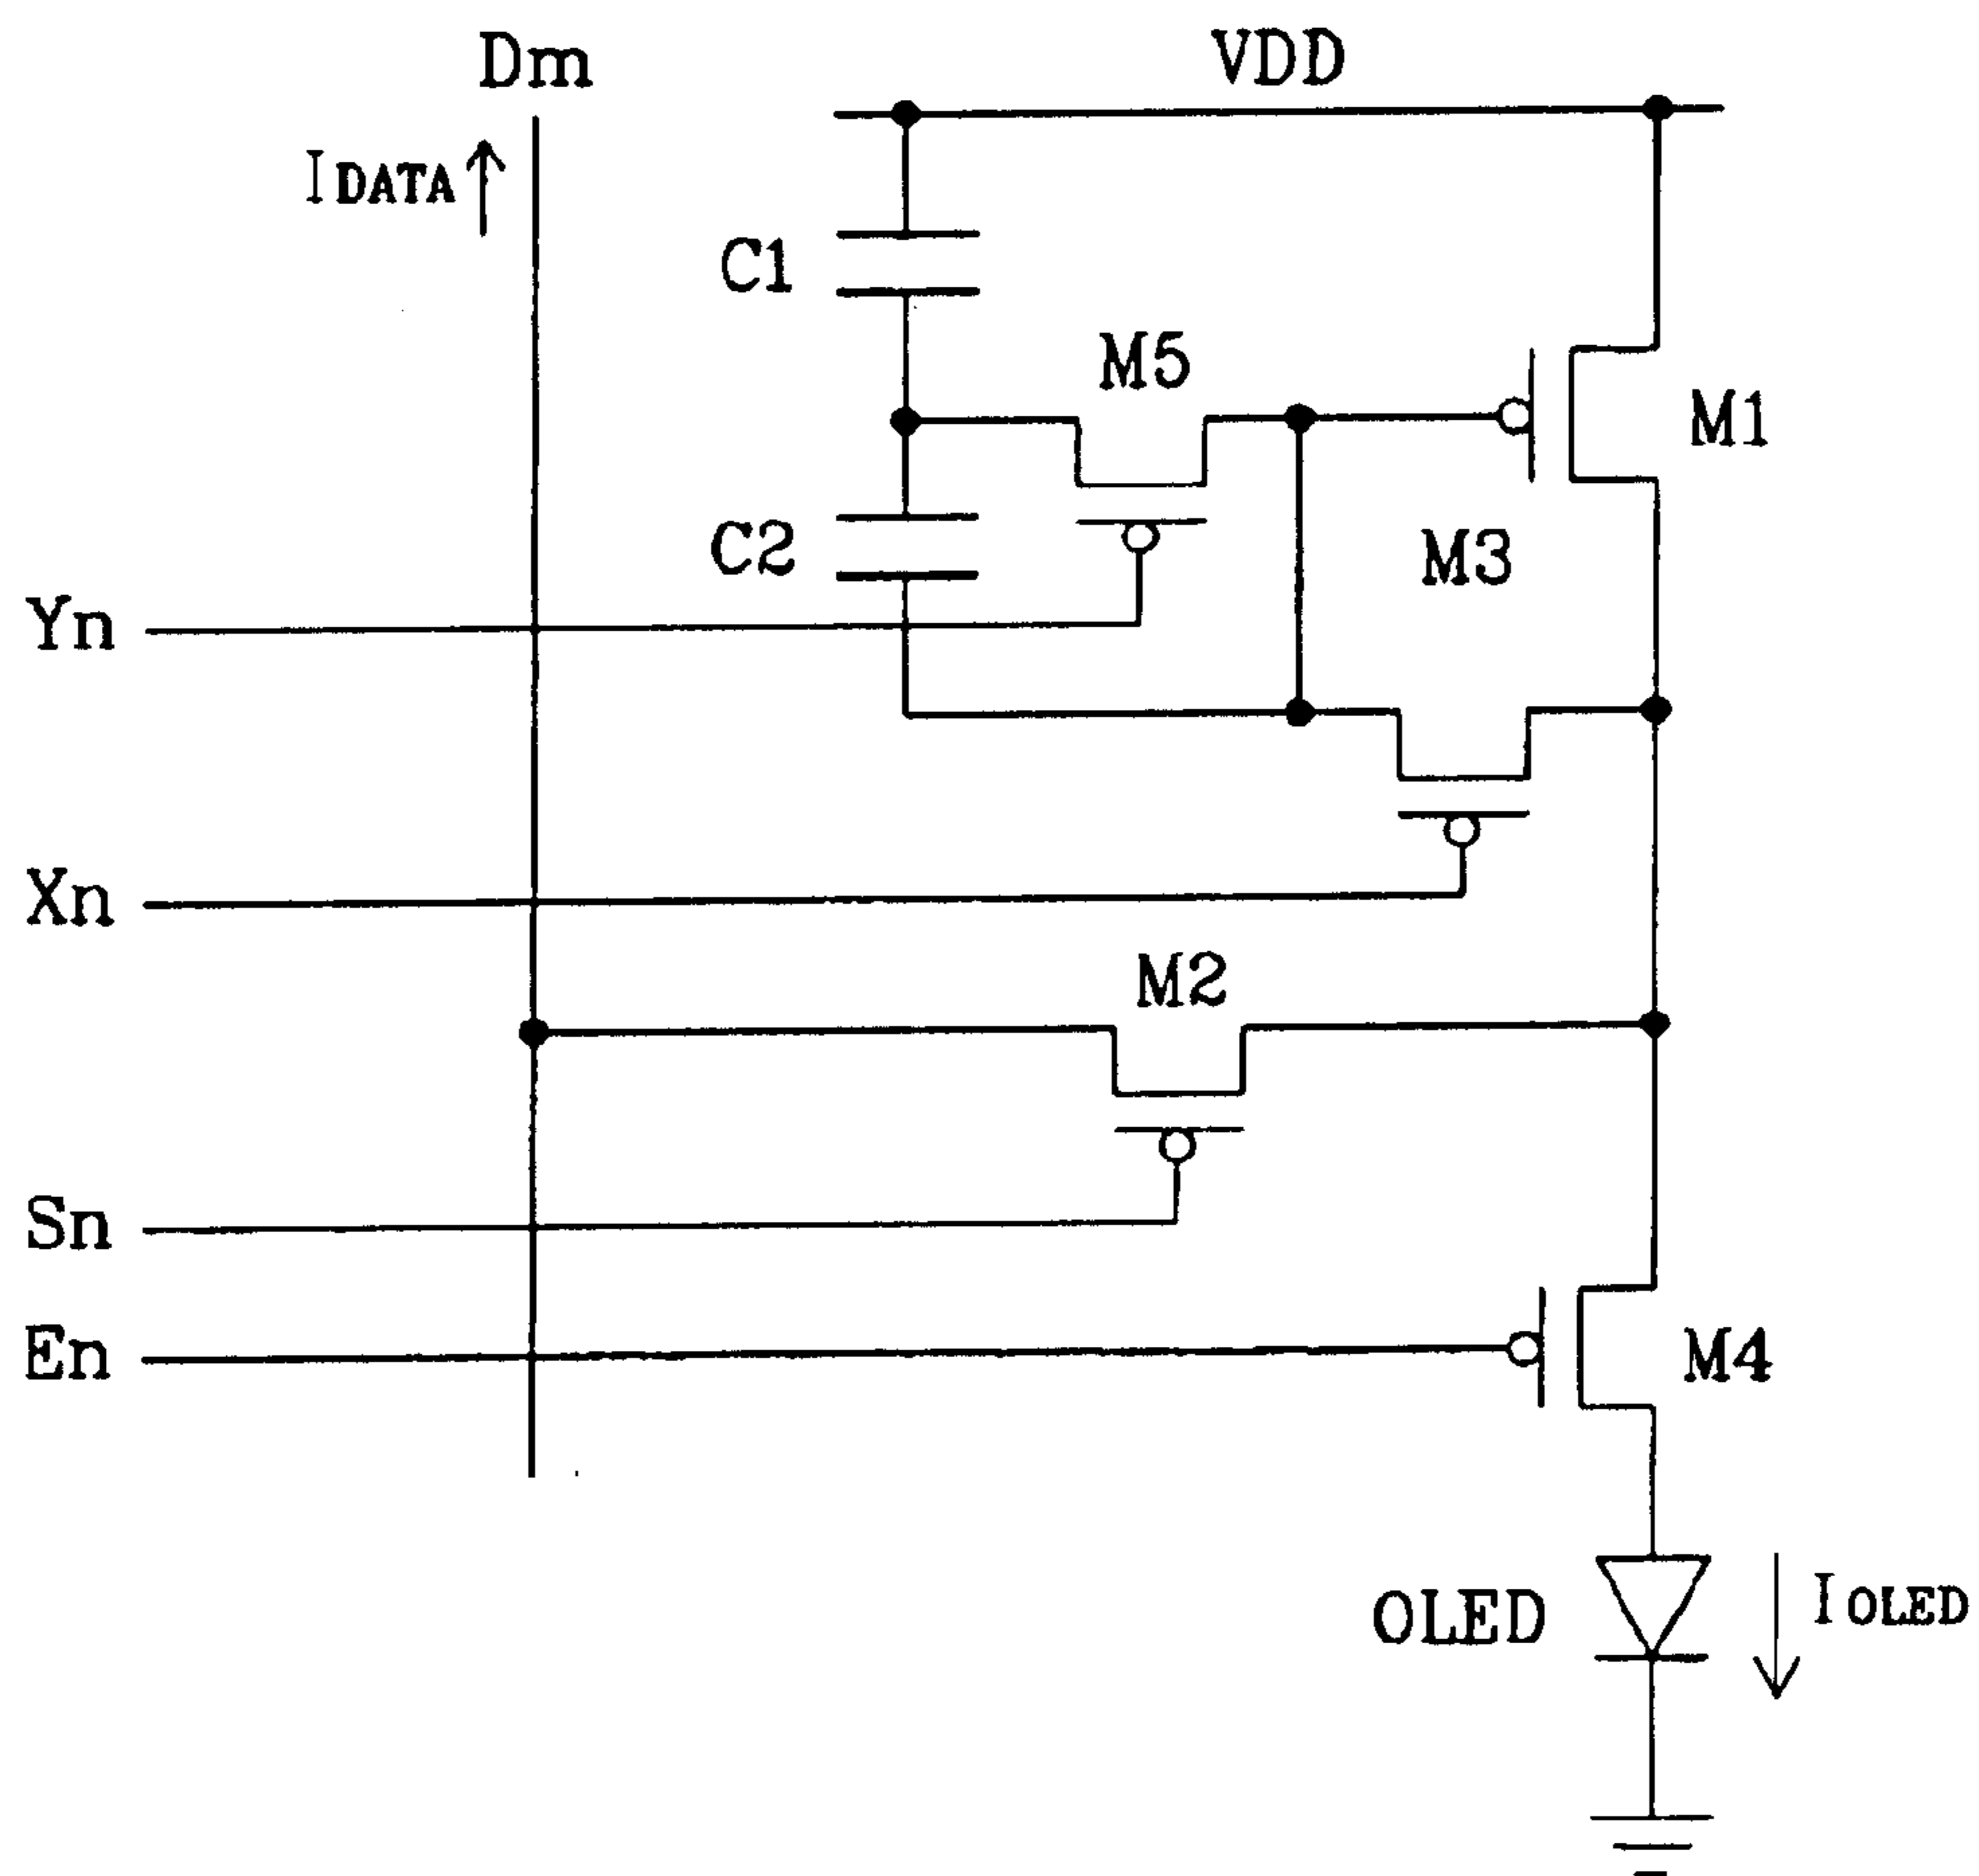 Dm
VDD
IDATA
C1
M5
M1
C2
M3
Yn
Xn
M2
Sn
En
M4
OLED
IOLED